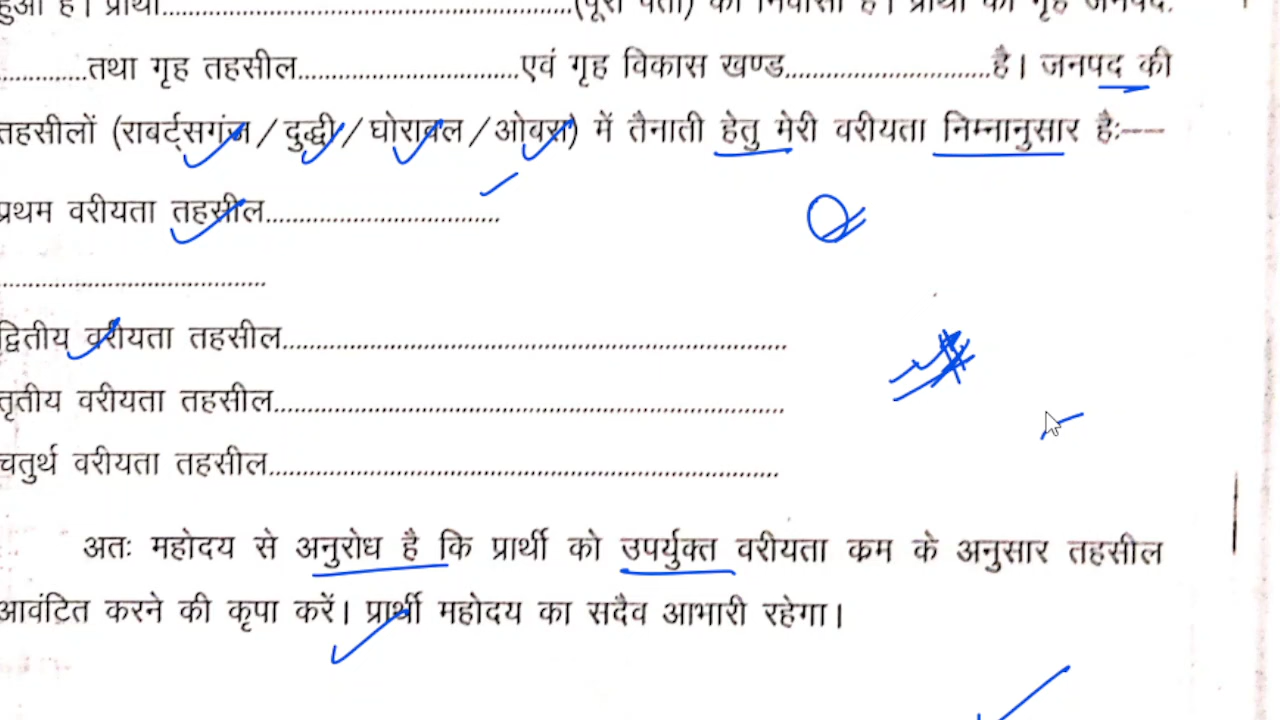 हुआ है। प्रार्थी......................................................(पूरा पता) का निवासी है। प्रार्थी का गृह जनपद.
............तथा गृह तहसील................................एवं गृह विकास खण्ड..............................है। जनपद की
तहसीलों (राबर्ट्सगंज / दुद्धी / घोरावल / ओबरा) में तैनाती हेतु मेरी वरीयता निम्नानुसार हैः—
प्रथम वरीयता तहसील..................................
.......................................
द्वितीय वरीयता तहसील...........................................................................
तृतीय वरीयता तहसील............................................................................
चतुर्थ वरीयता तहसील............................................................................
अतः महोदय से अनुरोध है कि प्रार्थी को उपर्युक्त वरीयता क्रम के अनुसार तहसील
आवंटित करने की कृपा करें। प्रार्थी महोदय का सदैव आभारी रहेगा।